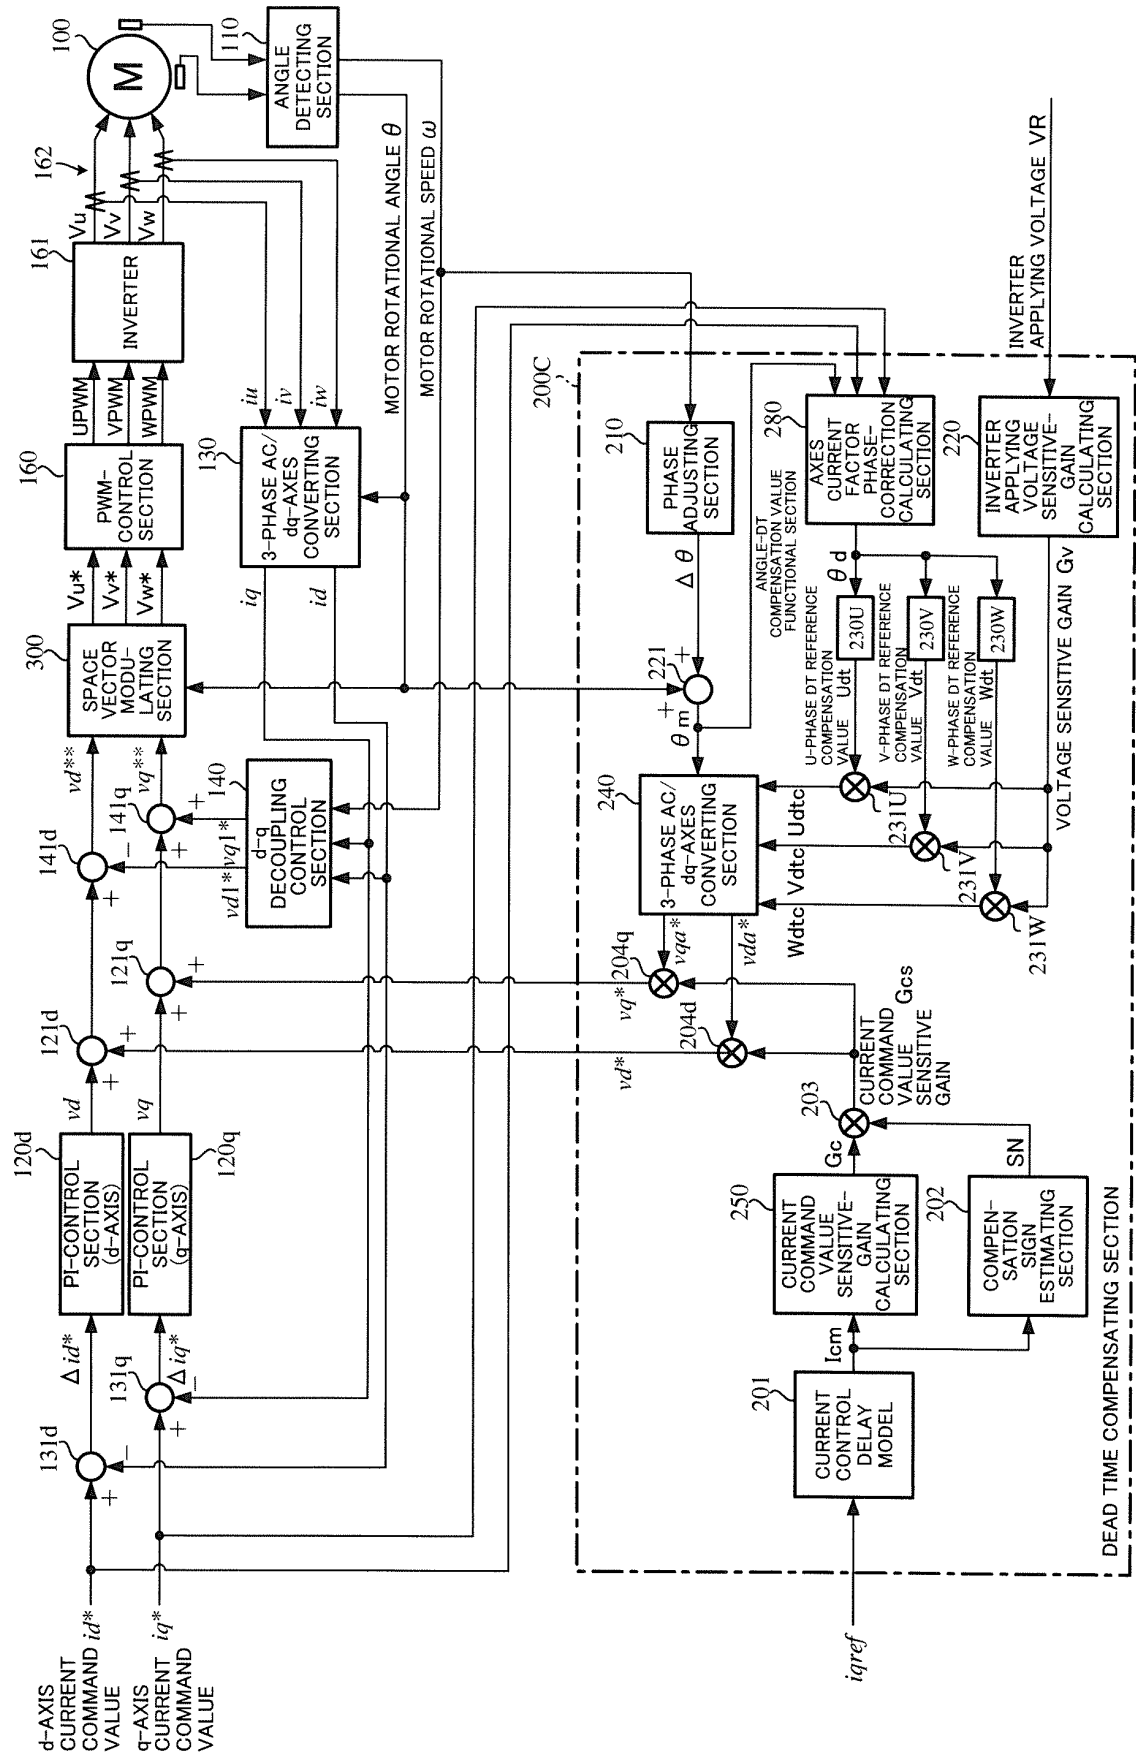 d-AXIS
CURRENT
COMMAND id*
VALUE
q-AXIS
CURRENT iq*
COMMAND
VALUE
131d
+
−
Δid*
131q
+
−
Δiq*
120d
PI-CONTROL
SECTION
(d-AXIS)
PI-CONTROL
SECTION
(q-AXIS)
120q
vd
vq
121d
+
+
121q
+
+
141d
+
−
141q
+
+
vd1*
vq1*
140
d-q
DECOUPLING
CONTROL
SECTION
vd**
vq**
300
SPACE
VECTOR
MODU-
LATING
SECTION
Vu*
Vv*
Vw*
160
PWM-
CONTROL
SECTION
UPWM
VPWM
WPWM
161
INVERTER
Vu
Vv
Vw
162
100
M
110
ANGLE
DETECTING
SECTION
130
3-PHASE AC/
dq-AXES
CONVERTING
SECTION
iu
iv
iw
iq
id
MOTOR ROTATIONAL ANGLE θ
MOTOR ROTATIONAL SPEED ω
200C
INVERTER
APPLYING VOLTAGE VR
210
PHASE
ADJUSTING
SECTION
Δθ
221
+
+
θm
280
AXES
CURRENT
FACTOR
PHASE-
CORRECTION
CALCULATING
SECTION
θd
220
INVERTER
APPLYING
VOLTAGE
SENSITIVE-
GAIN
CALCULATING
SECTION
VOLTAGE SENSITIVE GAIN Gv
ANGLE-DT
COMPENSATION VALUE
FUNCTIONAL SECTION
230U
230V
230W
U-PHASE DT REFERENCE
COMPENSATION
VALUE Udt
V-PHASE DT REFERENCE
COMPENSATION
VALUE Vdt
W-PHASE DT REFERENCE
COMPENSATION
VALUE Wdt
231U
231V
231W
Udtc
Vdtc
Wdtc
240
3-PHASE AC/
dq-AXES
CONVERTING
SECTION
vqa*
vda*
204q
204d
vq*
vd*
CURRENT
COMMAND Gcs
VALUE
SENSITIVE
GAIN
203
Gc
SN
250
CURRENT
COMMAND
VALUE
SENSITIVE-
GAIN
CALCULATING
SECTION
202
COMPEN-
SATION
SIGN
ESTIMATING
SECTION
Icm
201
CURRENT
CONTROL
DELAY
MODEL
iqref
DEAD TIME COMPENSATING SECTION